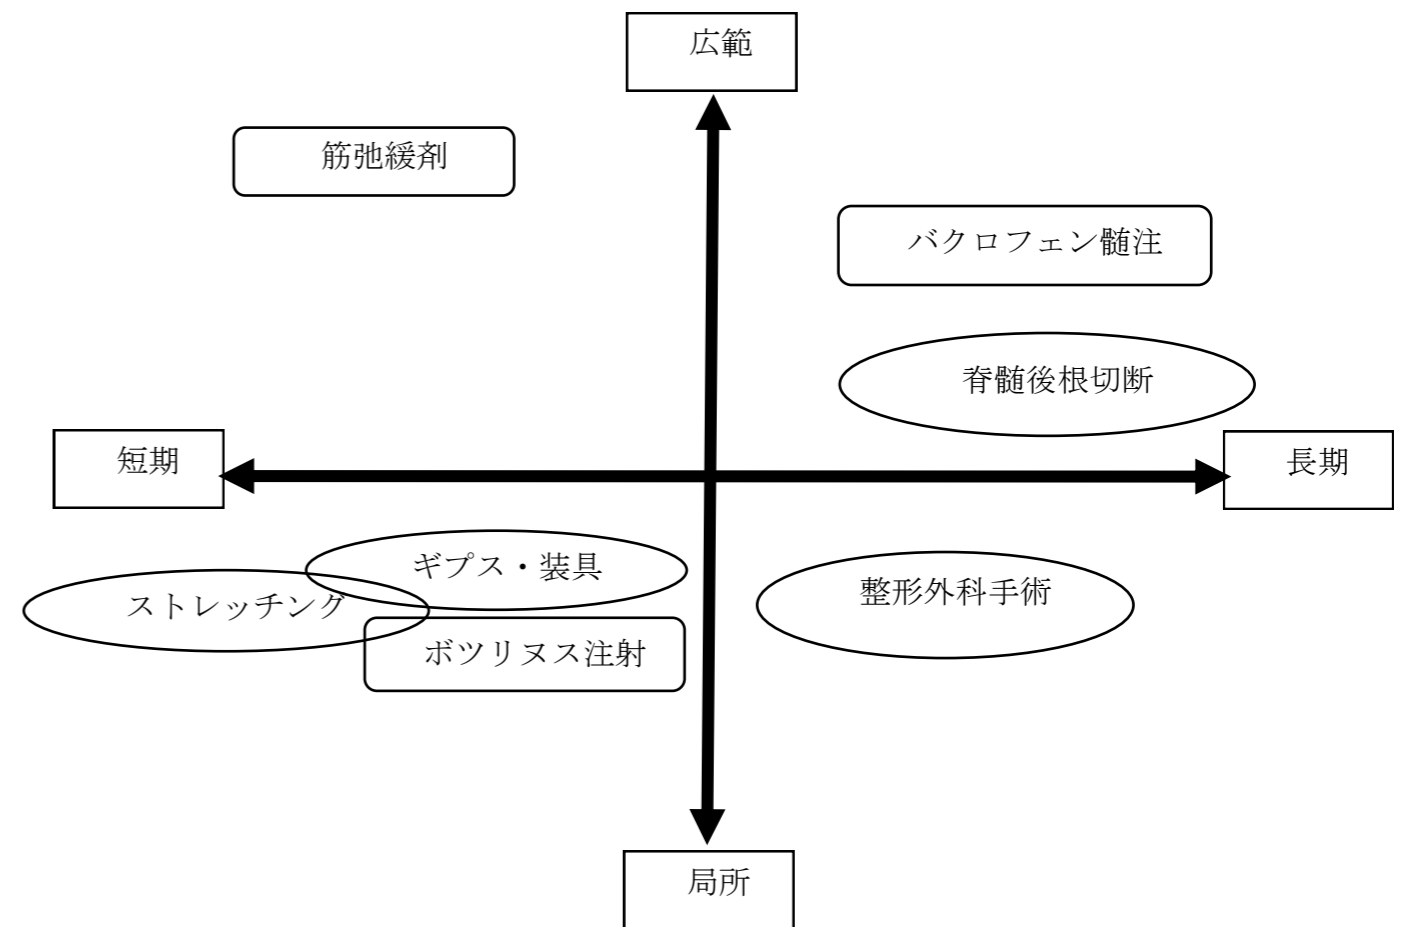 広範
筋弛緩剤
バクロフェン髄注
脊髄後根切断
短期
長期
ギプス・装具
ストレッチング
整形外科手術
ボツリヌス注射
局所